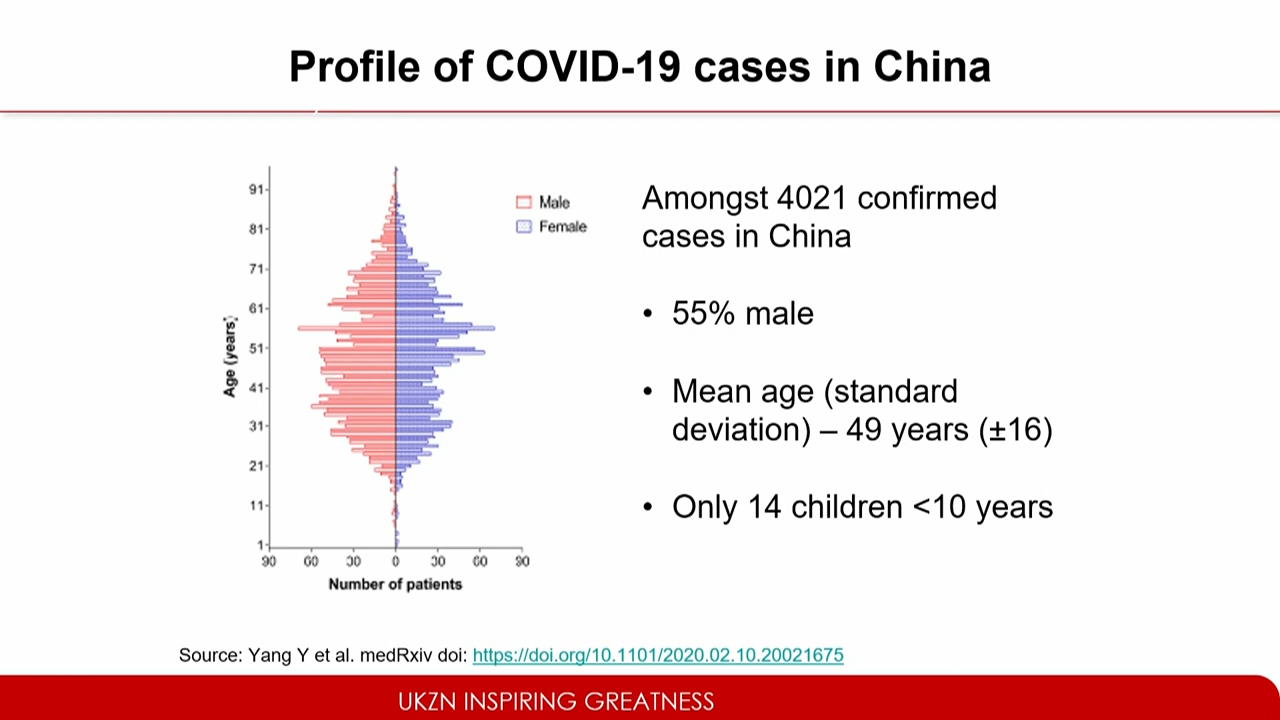 Profile of COVID-19 cases in China
91
81
71
61
51
41
31
21
11
1
Age (years)
90 60 30 0 30 60 90
Number of patients
Male
Female
Amongst 4021 confirmed
cases in China
• 55% male
• Mean age (standard
deviation) – 49 years (±16)
• Only 14 children <10 years
Source: Yang Y et al. medRxiv doi: https://doi.org/10.1101/2020.02.10.20021675
UKZN INSPIRING GREATNESS